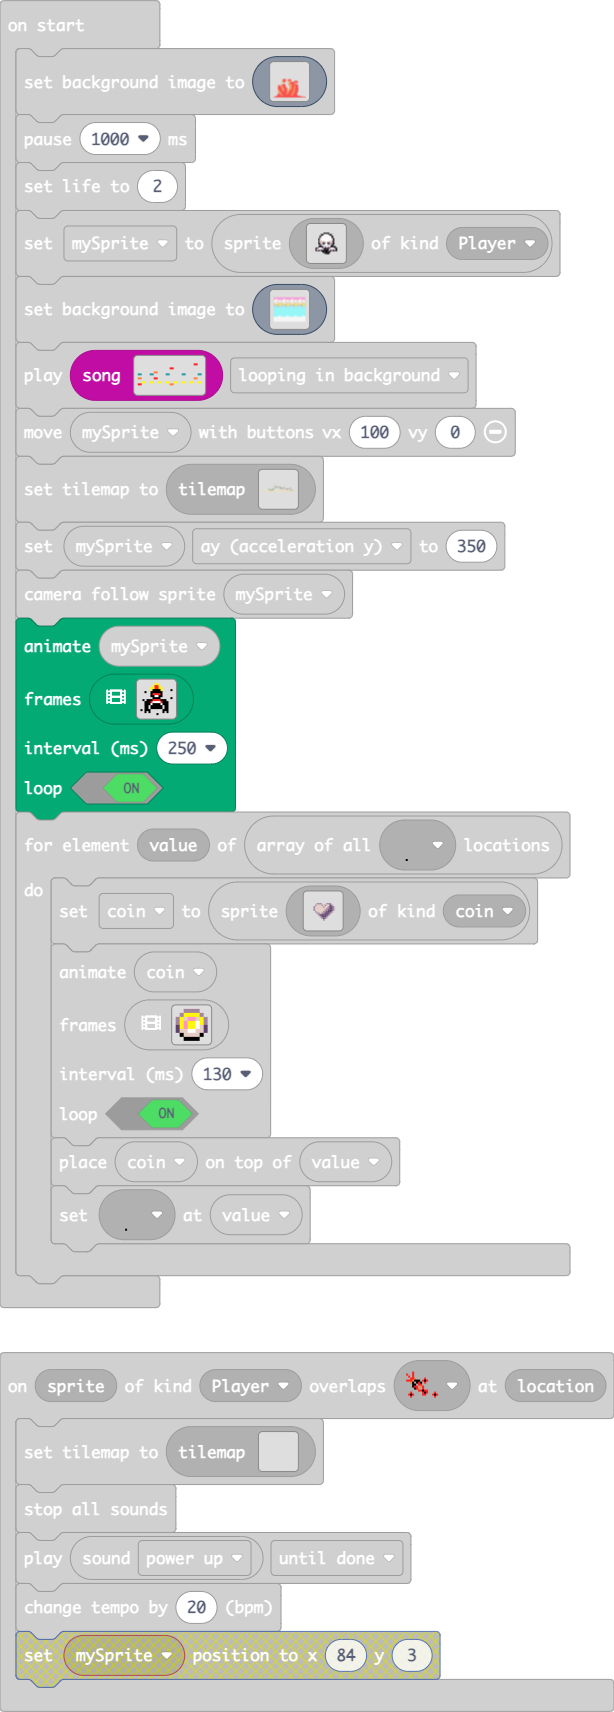 on start
set background image to
pause 1000 ms
set life to 2
set mySprite to sprite of kind Player
set background image to
play song looping in background
move mySprite with buttons vx 100 vy 0
set tilemap to tilemap
set mySprite ay (acceleration y) to 350
camera follow sprite mySprite
animate mySprite
frames
interval (ms) 250
loop ON
for element value of array of all locations
do
set coin to sprite of kind coin
animate coin
frames
interval (ms) 130
loop ON
place coin on top of value
set at value
on sprite of kind Player overlaps at location
set tilemap to tilemap
stop all sounds
play sound power up until done
change tempo by 20 (bpm)
set mySprite position to x 84 y 3